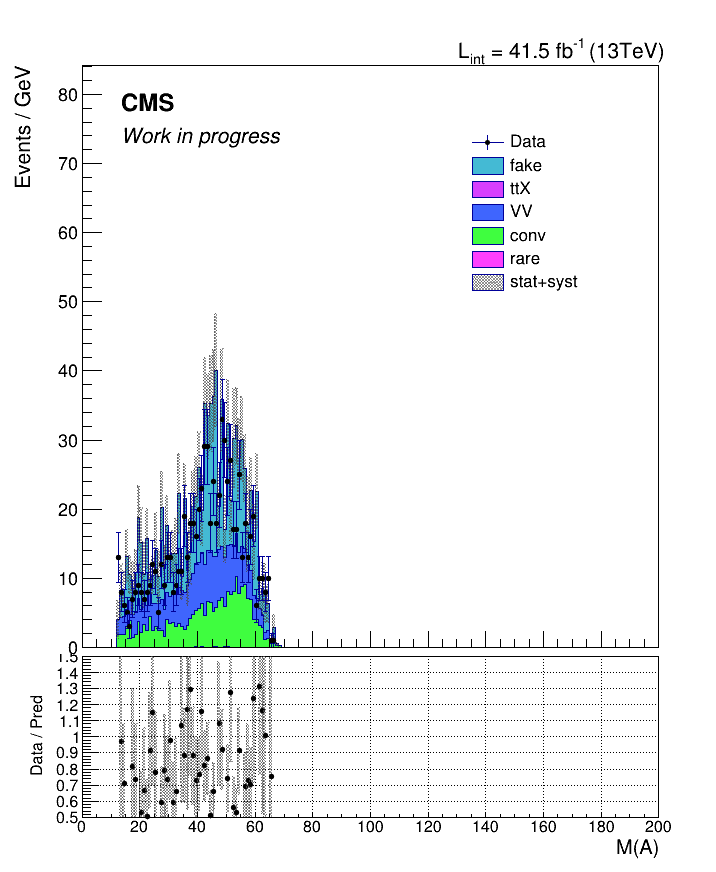 L_int = 41.5 fb^-1 (13TeV)
Events / GeV
CMS
Work in progress
Data
fake
ttX
VV
conv
rare
stat+syst
80
70
60
50
40
30
20
10
0
Data / Pred
1.5
1.4
1.3
1.2
1.1
1
0.9
0.8
0.7
0.6
0.5
0 20 40 60 80 100 120 140 160 180 200
M(A)